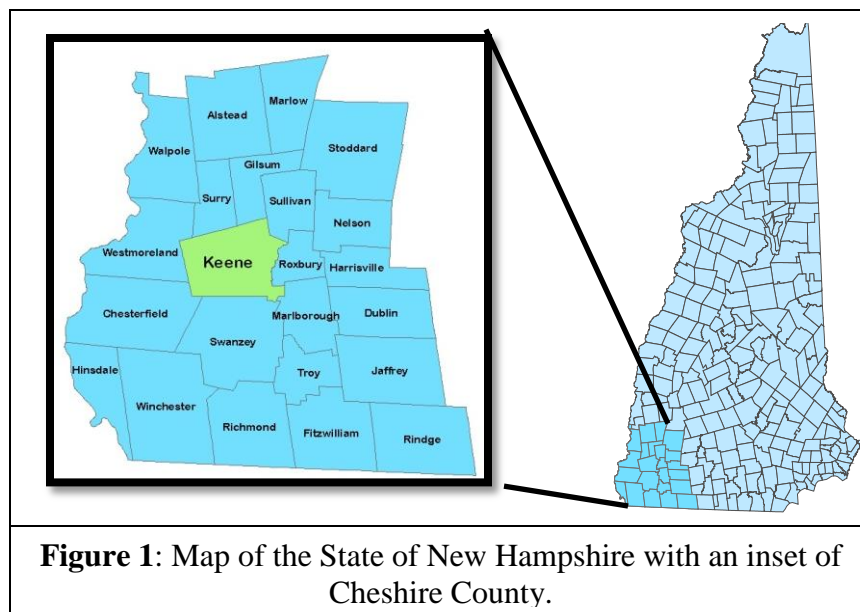 Marlow
Alstead
Stoddard
Walpole
Gilsum
Surry
Sullivan
Nelson
Westmoreland
Keene
Roxbury
Harrisville
Chesterfield
Marlborough
Dublin
Swanzey
Hinsdale
Troy
Jaffrey
Winchester
Richmond
Fitzwilliam
Rindge
Figure 1: Map of the State of New Hampshire with an inset of
Cheshire County.